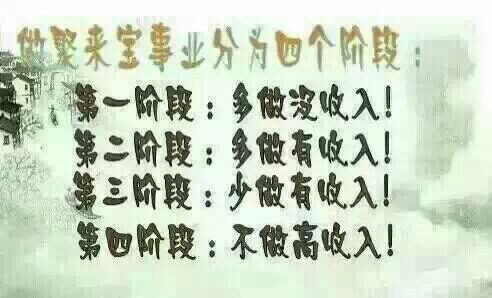 做聚来宝事业分为四个阶段：
第一阶段：多做没收入！
第二阶段：多做有收入！
第三阶段：少做有收入！
第四阶段：不做高收入！